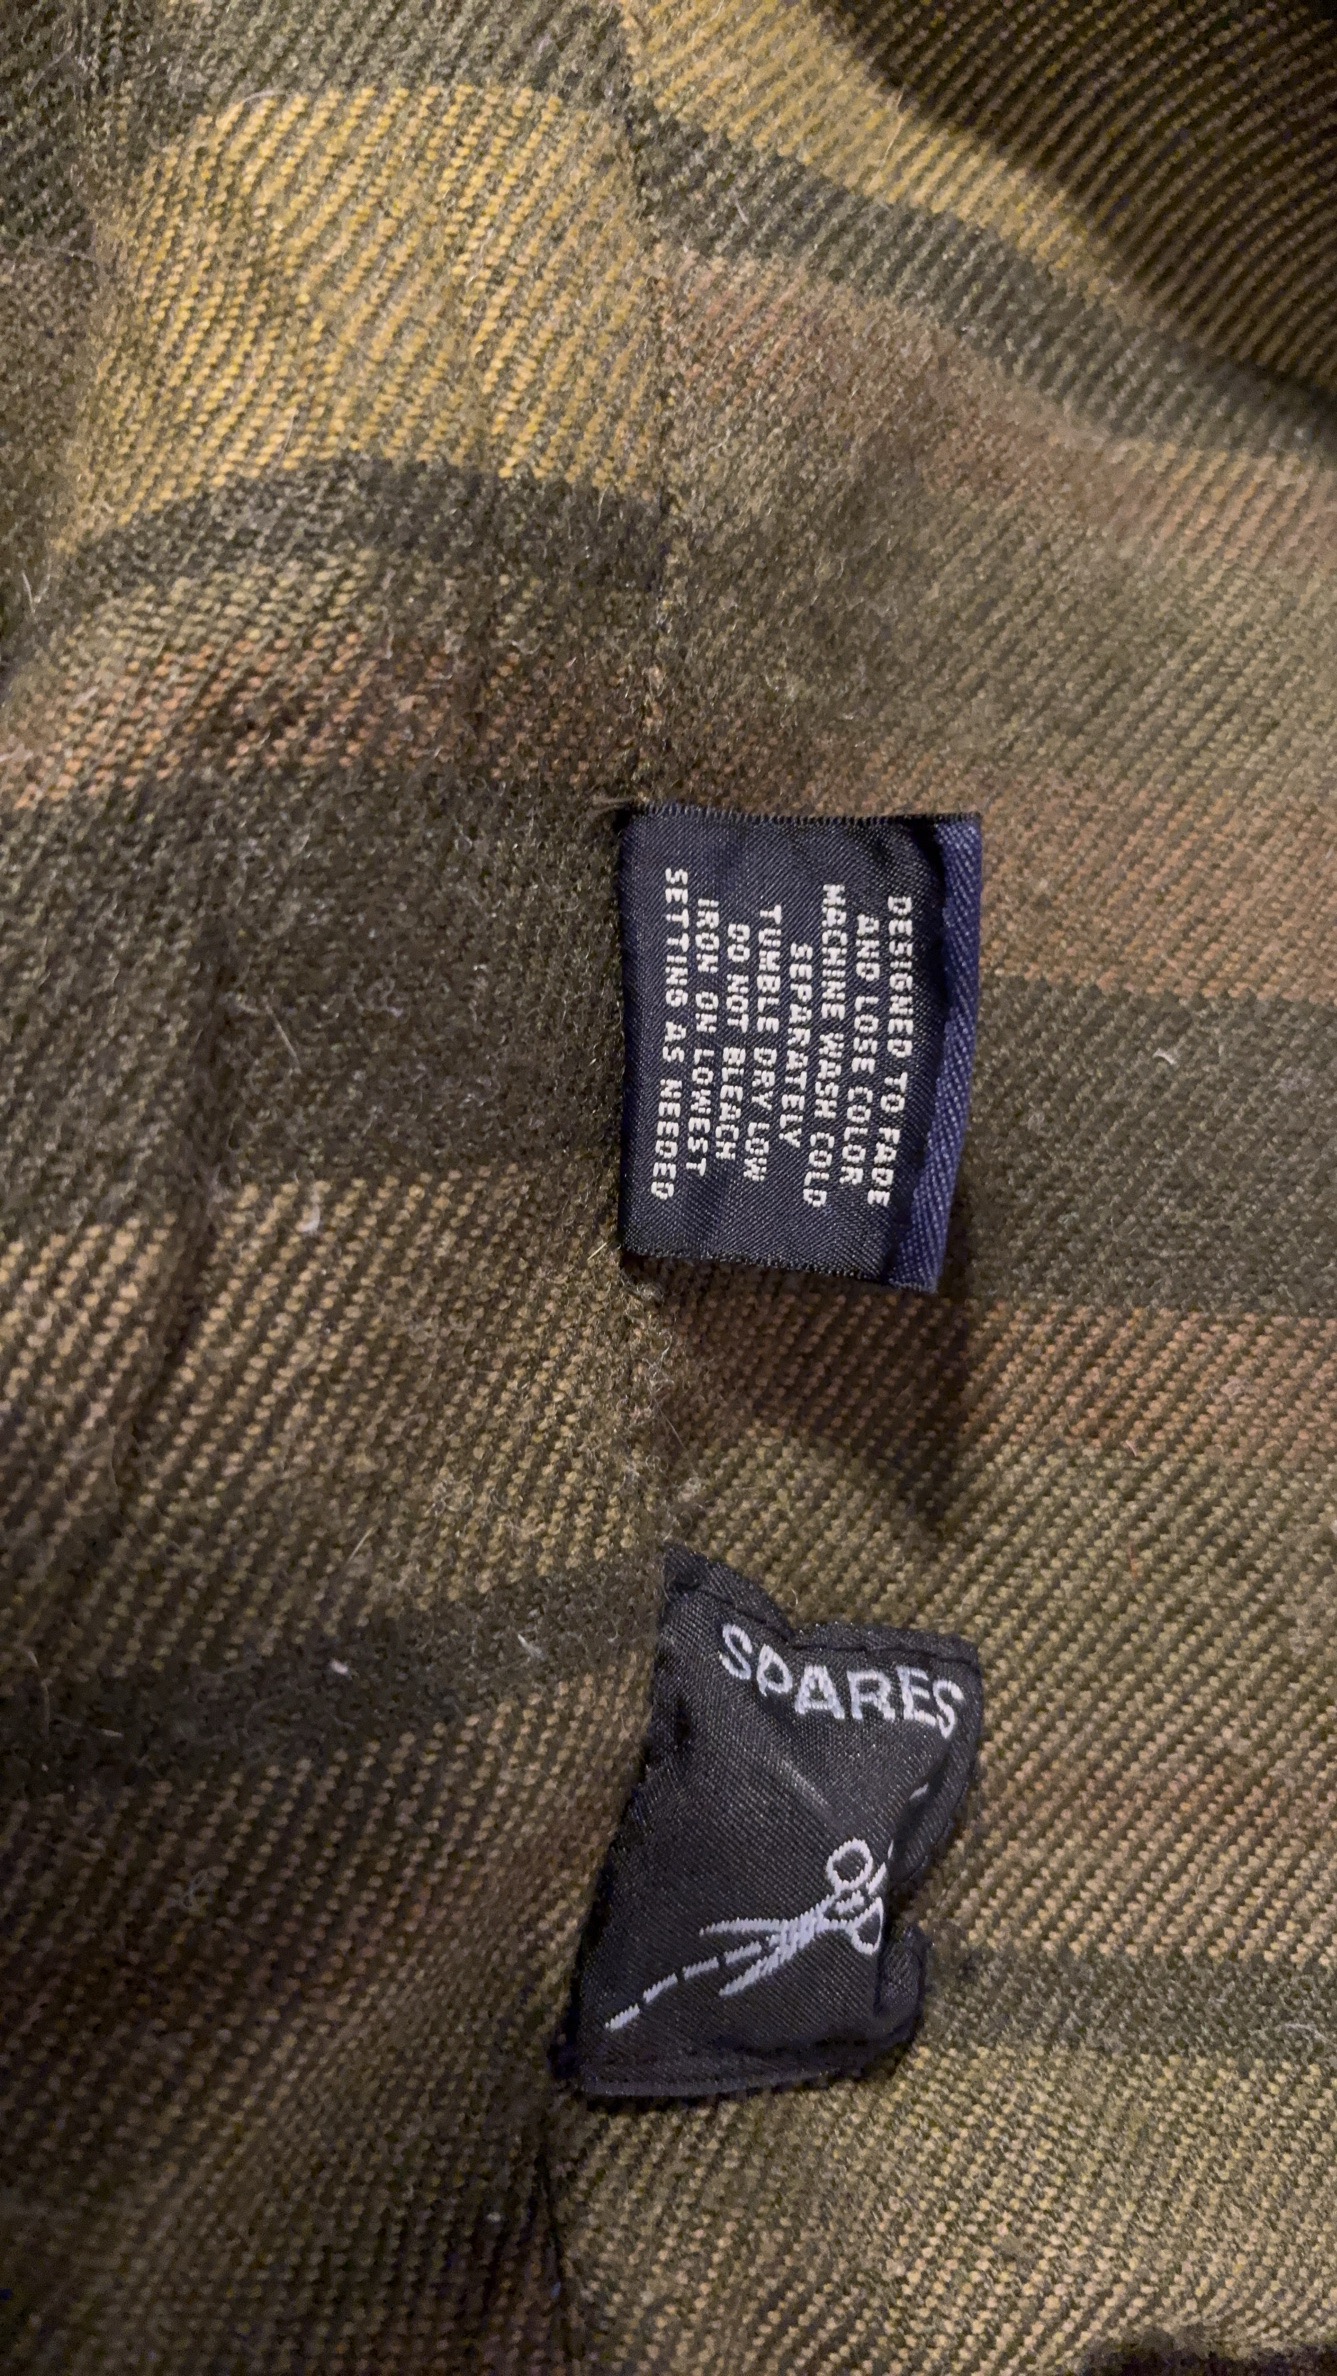 DESIGNED TO FADE
AND LOSE COLOR
MACHINE WASH COLD
SEPARATELY
TUMBLE DRY LOW
DO NOT BLEACH
IRON ON LOWEST
SETTING AS NEEDED
SPARES